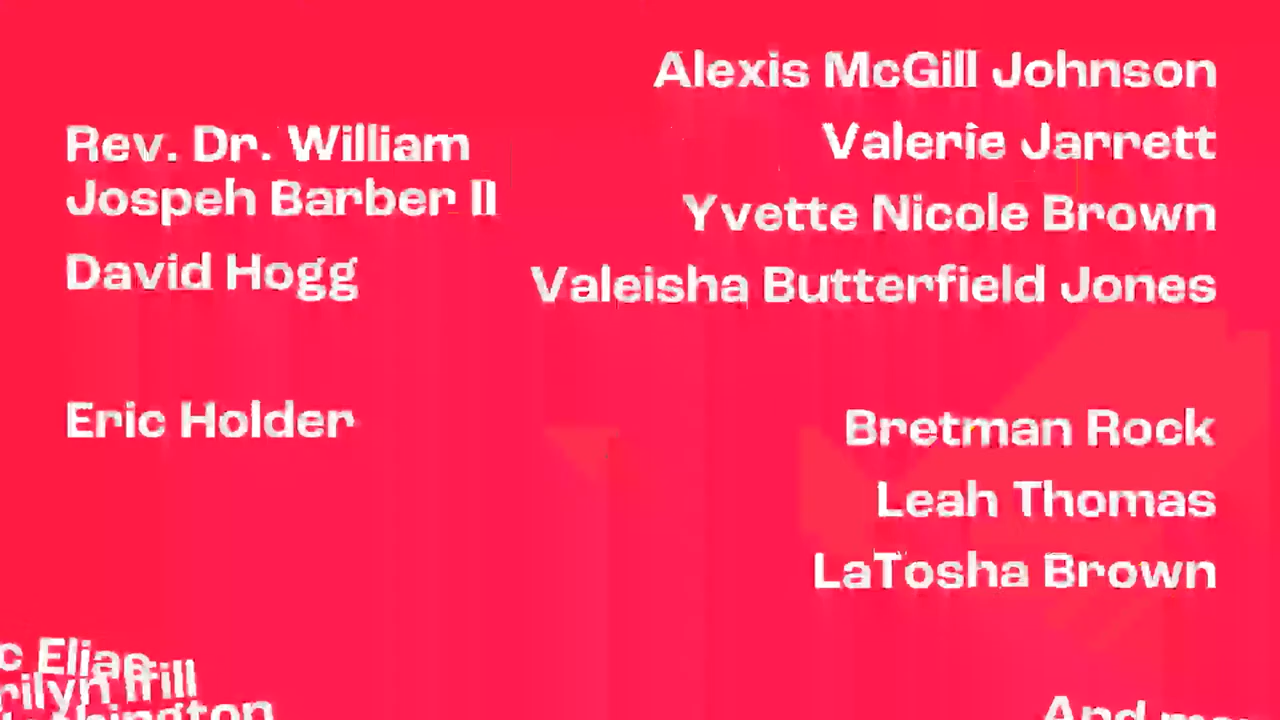 Rev. Dr. William
Jospeh Barber II
David Hogg
Eric Holder
Alexis McGill Johnson
Valerie Jarrett
Yvette Nicole Brown
Valeisha Butterfield Jones
Bretman Rock
Leah Thomas
LaTosha Brown
And